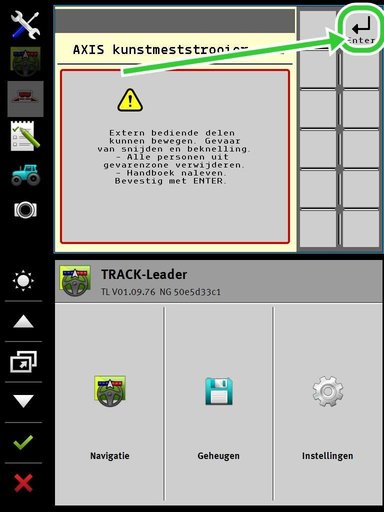 Enter
AXIS kunstmeststrooier
Extern bediende delen
kunnen bewegen. Gevaar
van snijden en beknelling.
- Alle personen uit
gevarenzone verwijderen.
- Handboek naleven.
Bevestig met ENTER.
TRACK-Leader
TL V01.09.76 NG 50e5d33c1
Navigatie
Geheugen
Instellingen